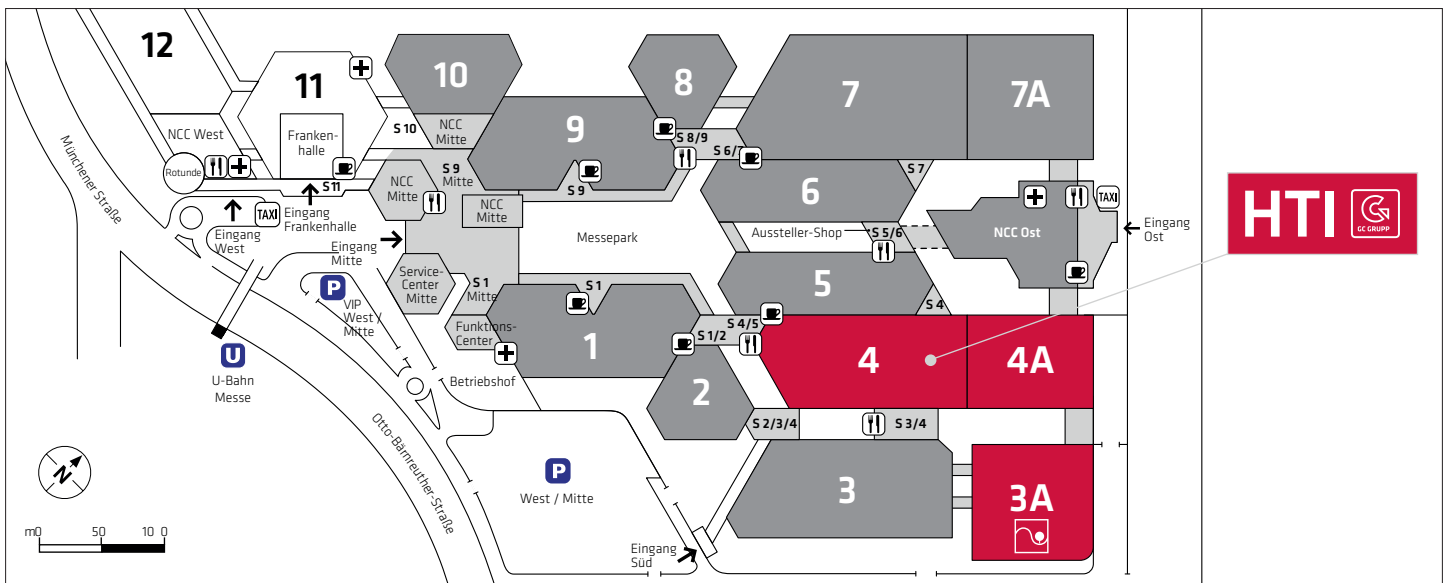 12
11
10
8
7
7A
NCC West
Franken-
halle
S 10
NCC
Mitte
9
S 8/9
S 6/7
Rotunde
S11
NCC
Mitte
S 9
Mitte
S 9
NCC
Mitte
6
S 7
Münchener Straße
TAXI
Eingang
West
Eingang
Frankenhalle
Eingang
Mitte
Messepark
Aussteller-Shop
S 5/6
NCC Ost
TAXI
Eingang
Ost
HTI
G
GC GRUPP
P
VIP
West /
Mitte
Service-
Center
Mitte
S 1
Mitte
S 1
5
S 4
Funktions-
Center
1
S 1/2
S 4/5
4
4A
U
U-Bahn
Messe
Betriebshof
2
S 2/3/4
S 3/4
Otto-Bärnreuther-Straße
P
West / Mitte
3
3A
N
m0 50 10 0
Eingang
Süd